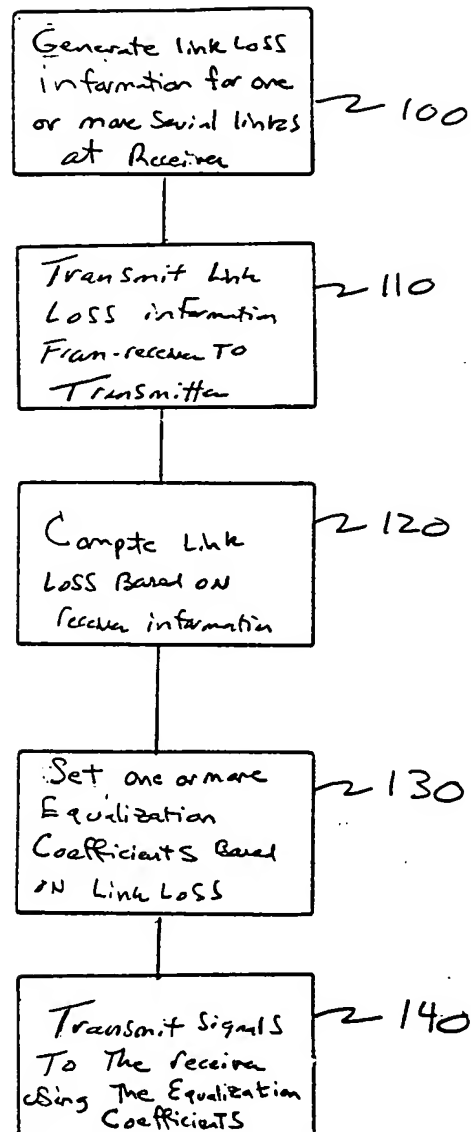 Generate link Loss
information for one
or more Serial links
at Receiver
100
Transmit Link
Loss information
From receiver To
Transmitter
110
Compute Link
Loss Based on
receiver information
120
Set one or more
Equalization
Coefficients Based
on Link Loss
130
Transmit Signals
To The receiver
using The Equalization
Coefficients
140